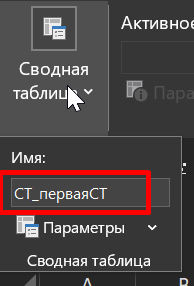 Сводная
таблица
Активное
Пара
Имя:
СТ_перваяСТ
Параметры
Сводная таблица